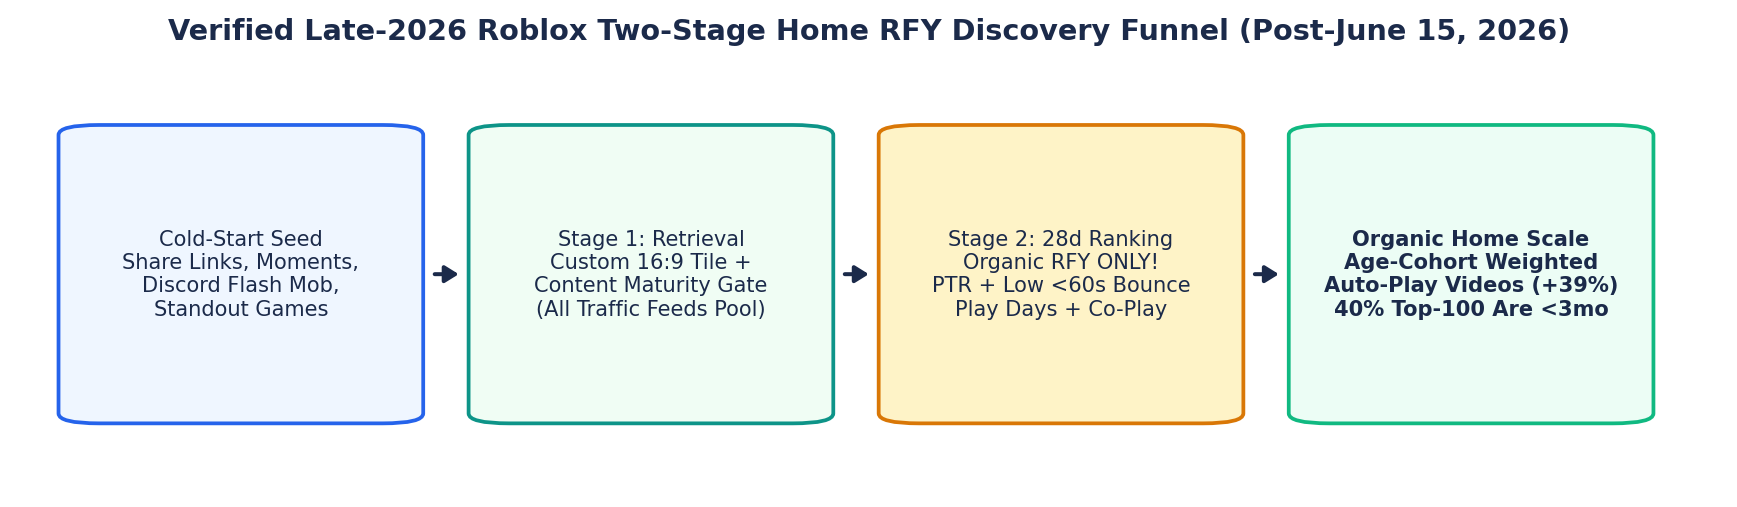 Verified Late-2026 Roblox Two-Stage Home RFY Discovery Funnel (Post-June 15, 2026)
Cold-Start Seed
Share Links, Moments,
Discord Flash Mob,
Standout Games
Stage 1: Retrieval
Custom 16:9 Tile +
Content Maturity Gate
(All Traffic Feeds Pool)
Stage 2: 28d Ranking
Organic RFY ONLY!
PTR + Low <60s Bounce
Play Days + Co-Play
Organic Home Scale
Age-Cohort Weighted
Auto-Play Videos (+39%)
40% Top-100 Are <3mo